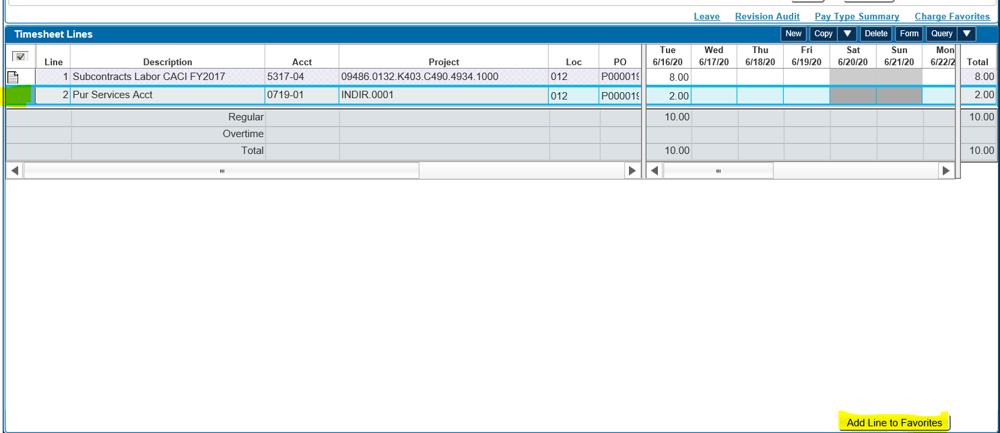 Leave Revision Audit Pay Type Summary Charge Favorites
Timesheet Lines New Copy Delete Form Query
Tue Wed Thu Fri Sat Sun Mon
Line Description Acct Project Loc PO 6/16/20 6/17/20 6/18/20 6/19/20 6/20/20 6/21/20 6/22/2 Total
1 Subcontracts Labor CACI FY2017 5317-04 09486.0132.K403.C490.4934.1000 012 P000019 8.00 8.00
2 Pur Services Acct 0719-01 INDIR.0001 012 P000019 2.00 2.00
Regular 10.00 10.00
Overtime
Total 10.00 10.00
Add Line to Favorites